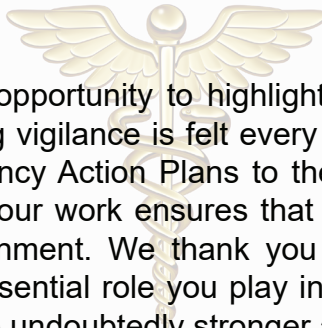 opportunity to highlight
vigilance is felt every
ncy Action Plans to the
our work ensures that
nment. We thank you
sential role you play in
undoubtedly stronger